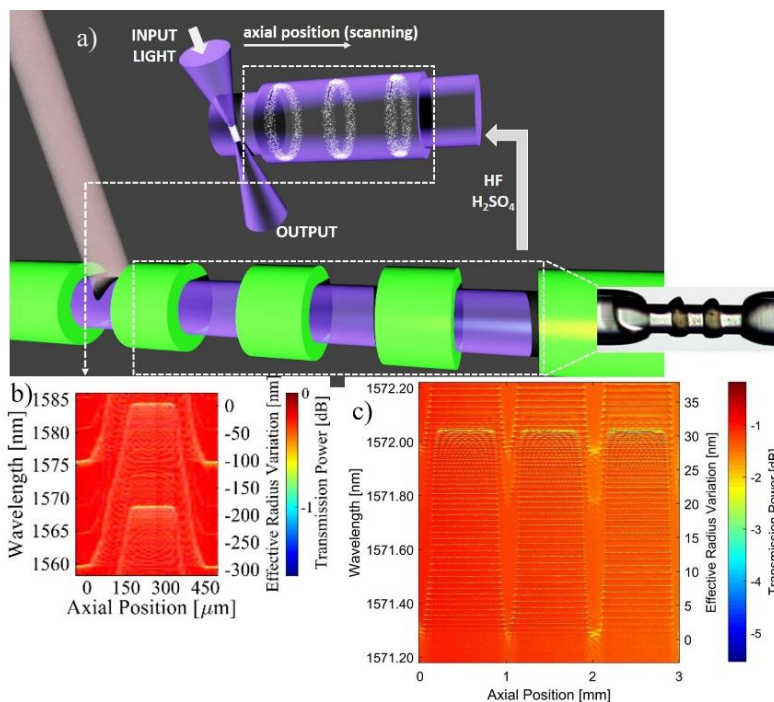 a)
INPUT
LIGHT
axial position (scanning)
HF
H₂SO₄
OUTPUT
b)
1585
1580
1575
1570
1565
1560
Wavelength [nm]
0
-50
-100
-150
-200
-250
-300
Effective Radius Variation [nm]
0
-1
Transmission Power [dB]
0 150 300 450
Axial Position [μm]
c)
1572.20
1572.00
1571.80
1571.60
1571.40
1571.20
Wavelength [nm]
35
30
25
20
15
10
5
0
Effective Radius Variation [nm]
-1
-2
-3
-4
-5
Transmission Power [dB]
0 1 2 3
Axial Position [mm]